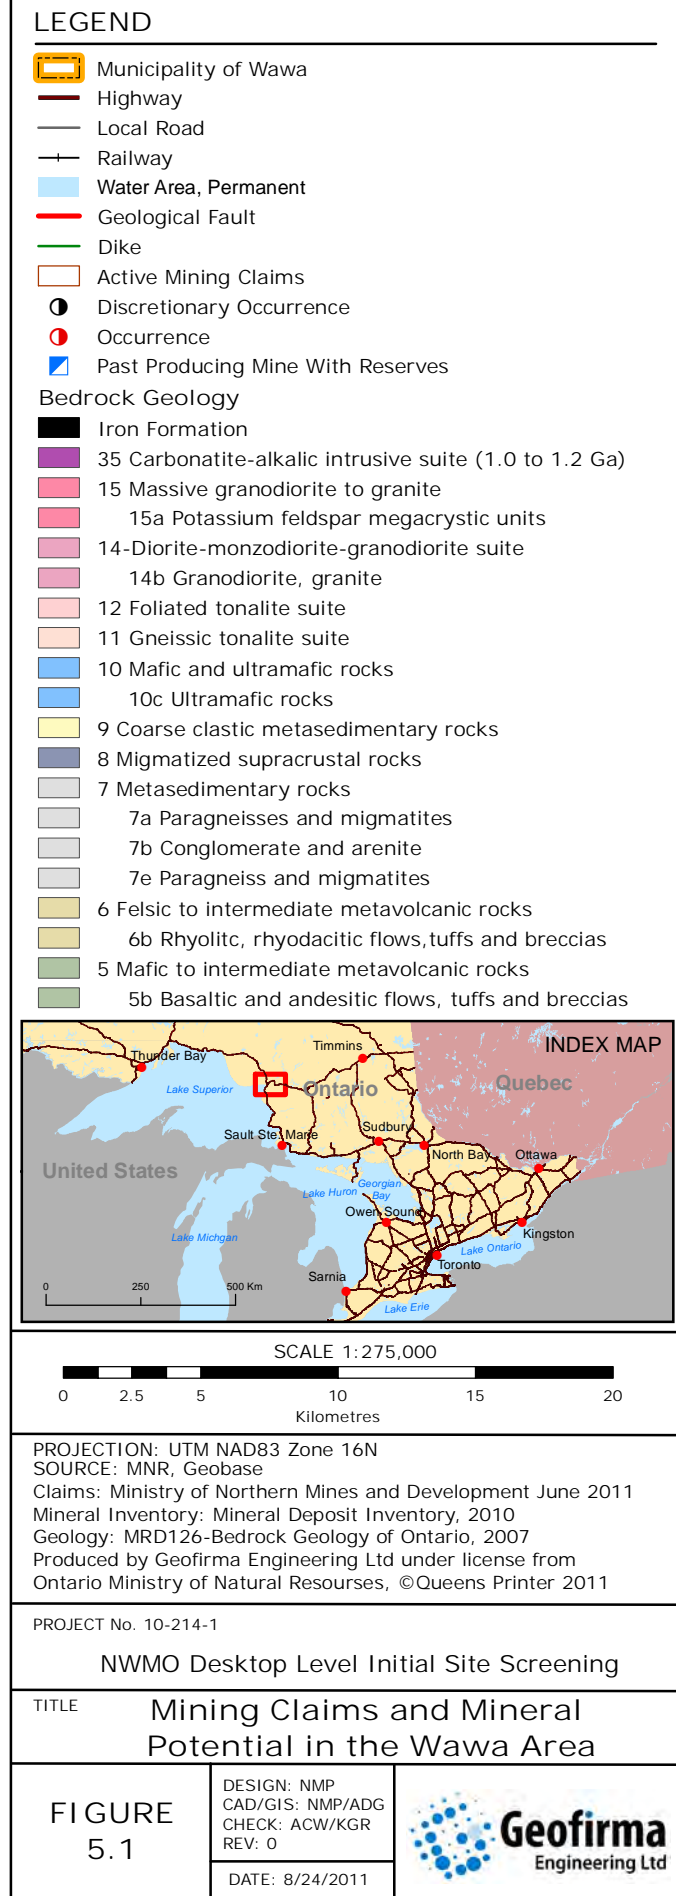 LEGEND
Municipality of Wawa
Highway
Local Road
Railway
Water Area, Permanent
Geological Fault
Dike
Active Mining Claims
Discretionary Occurrence
Occurrence
Past Producing Mine With Reserves
Bedrock Geology
Iron Formation
35 Carbonatite-alkalic intrusive suite (1.0 to 1.2 Ga)
15 Massive granodiorite to granite
15a Potassium feldspar megacrystic units
14-Diorite-monzodiorite-granodiorite suite
14b Granodiorite, granite
12 Foliated tonalite suite
11 Gneissic tonalite suite
10 Mafic and ultramafic rocks
10c Ultramafic rocks
9 Coarse clastic metasedimentary rocks
8 Migmatized supracrustal rocks
7 Metasedimentary rocks
7a Paragneisses and migmatites
7b Conglomerate and arenite
7e Paragneiss and migmatites
6 Felsic to intermediate metavolcanic rocks
6b Rhyolitc, rhyodacitic flows,tuffs and breccias
5 Mafic to intermediate metavolcanic rocks
5b Basaltic and andesitic flows, tuffs and breccias
INDEX MAP
Timmins
Thunder Bay
Lake Superior
Ontario
Quebec
Sault Ste. Marie
Sudbury
North Bay
Ottawa
United States
Lake Huron
Georgian
Bay
Owen Sound
Kingston
Lake Michgan
Lake Ontario
Toronto
Sarnia
Lake Erie
0 250 500 Km
SCALE 1:275,000
0 2.5 5 10 15 20
Kilometres
PROJECTION: UTM NAD83 Zone 16N
SOURCE: MNR, Geobase
Claims: Ministry of Northern Mines and Development June 2011
Mineral Inventory: Mineral Deposit Inventory, 2010
Geology: MRD126-Bedrock Geology of Ontario, 2007
Produced by Geofirma Engineering Ltd under license from
Ontario Ministry of Natural Resourses, ©Queens Printer 2011
PROJECT No. 10-214-1
NWMO Desktop Level Initial Site Screening
TITLE
Mining Claims and Mineral
Potential in the Wawa Area
FIGURE
5.1
DESIGN: NMP
CAD/GIS: NMP/ADG
CHECK: ACW/KGR
REV: 0
DATE: 8/24/2011
Geofirma
Engineering Ltd